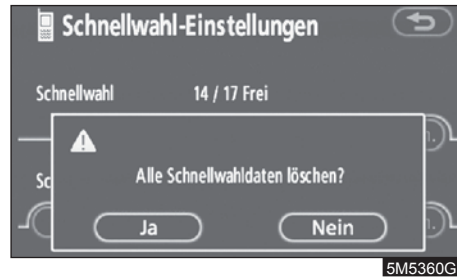 Schnellwahl-Einstellungen
Schnellwahl 14 / 17 Frei
Alle Schnellwahldaten löschen?
Ja Nein
5M5360G